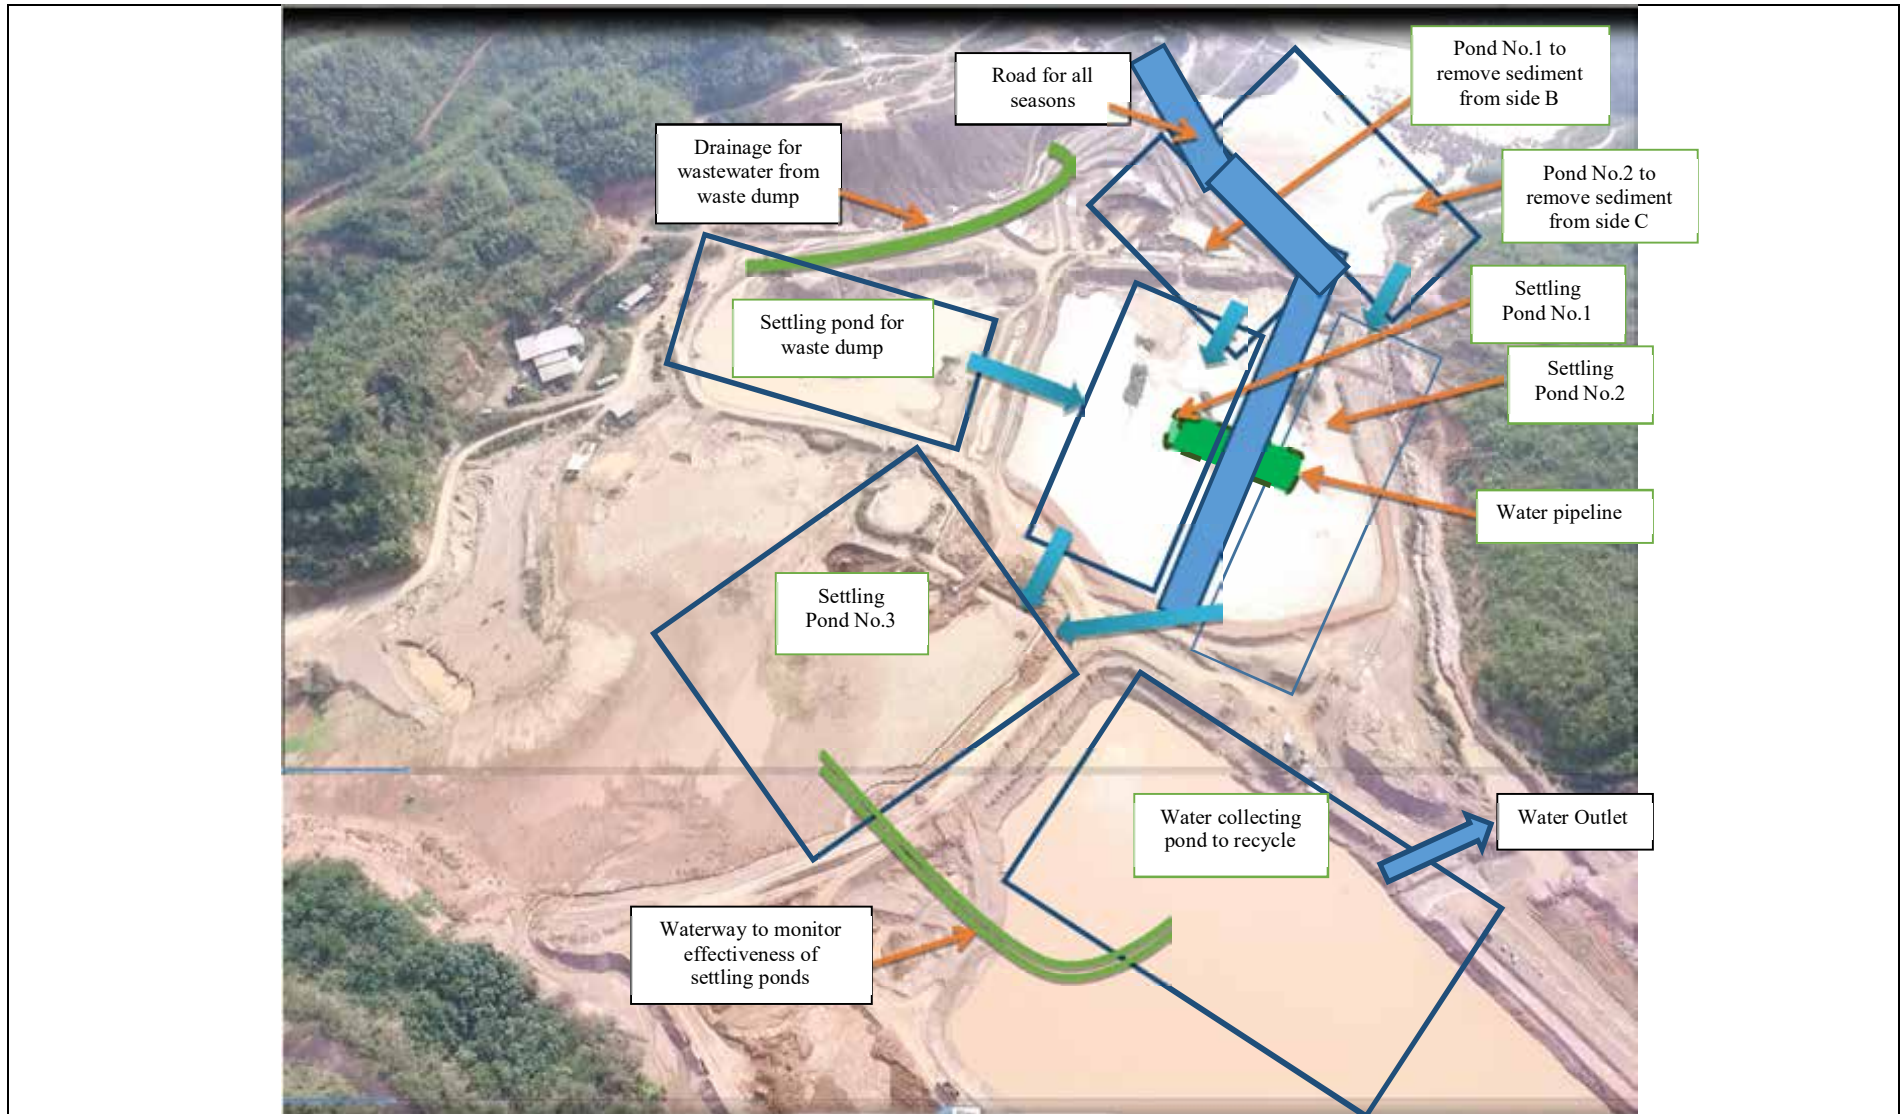 Road for all
seasons
Pond No.1 to
remove sediment
from side B
Drainage for
wastewater from
waste dump
Pond No.2 to
remove sediment
from side C
Settling
Pond No.1
Settling pond for
waste dump
Settling
Pond No.2
Water pipeline
Settling
Pond No.3
Water collecting
pond to recycle
Water Outlet
Waterway to monitor
effectiveness of
settling ponds